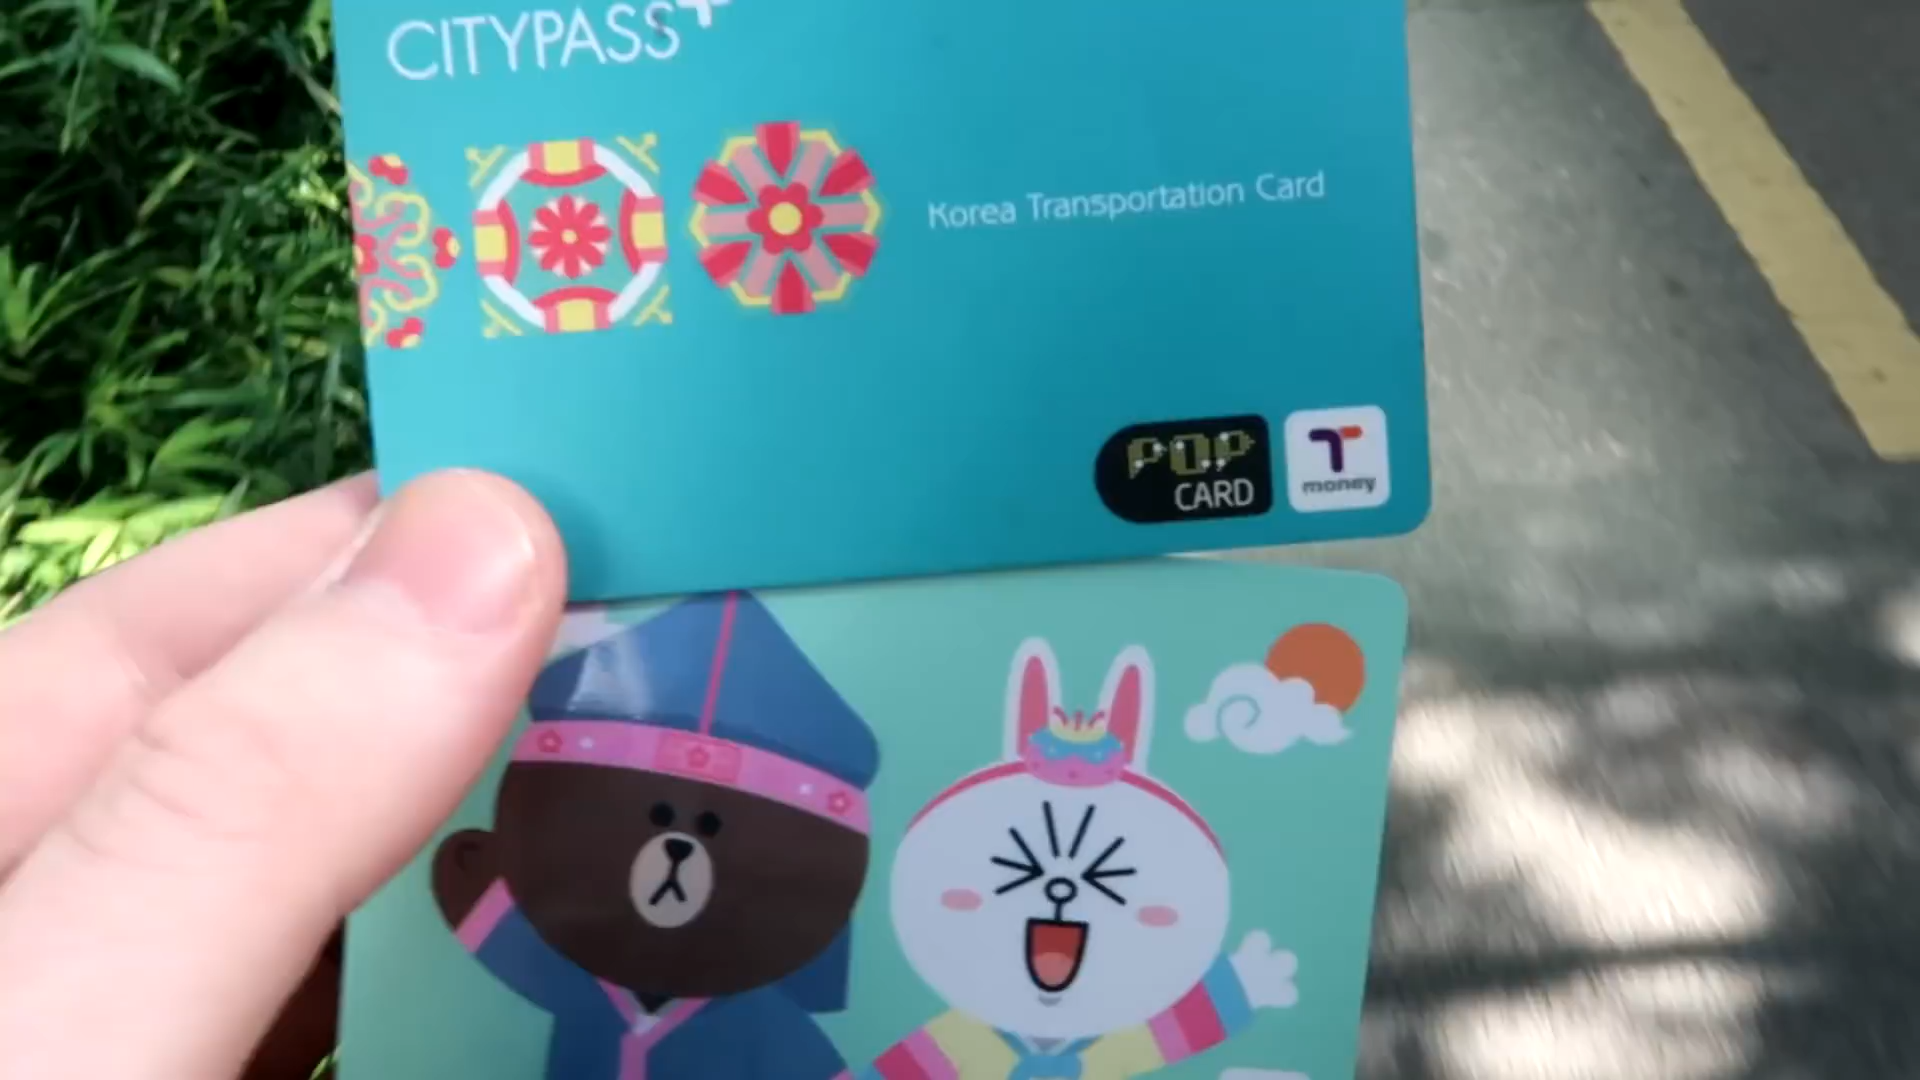 CITYPASS+
Korea Transportation Card
POP
CARD
T
money